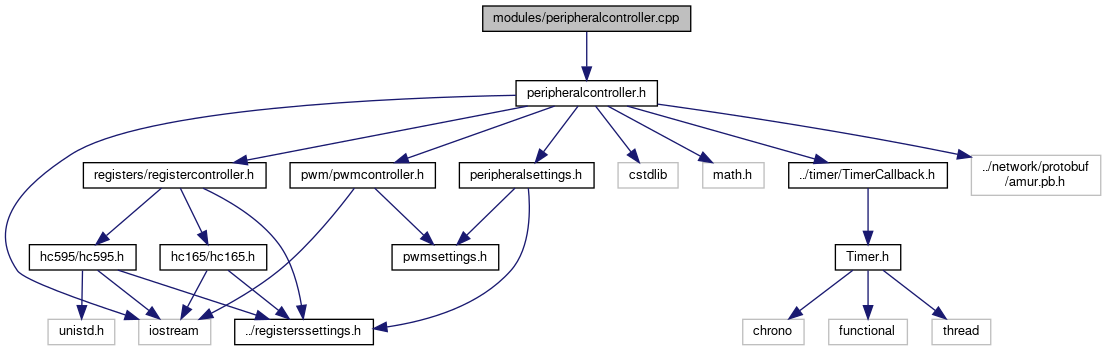 modules/peripheralcontroller.cpp
peripheralcontroller.h
registers/registercontroller.h
pwm/pwmcontroller.h
peripheralsettings.h
cstdlib
math.h
../timer/TimerCallback.h
../network/protobuf
/amur.pb.h
hc595/hc595.h
hc165/hc165.h
pwmsettings.h
Timer.h
unistd.h
iostream
../registerssettings.h
chrono
functional
thread